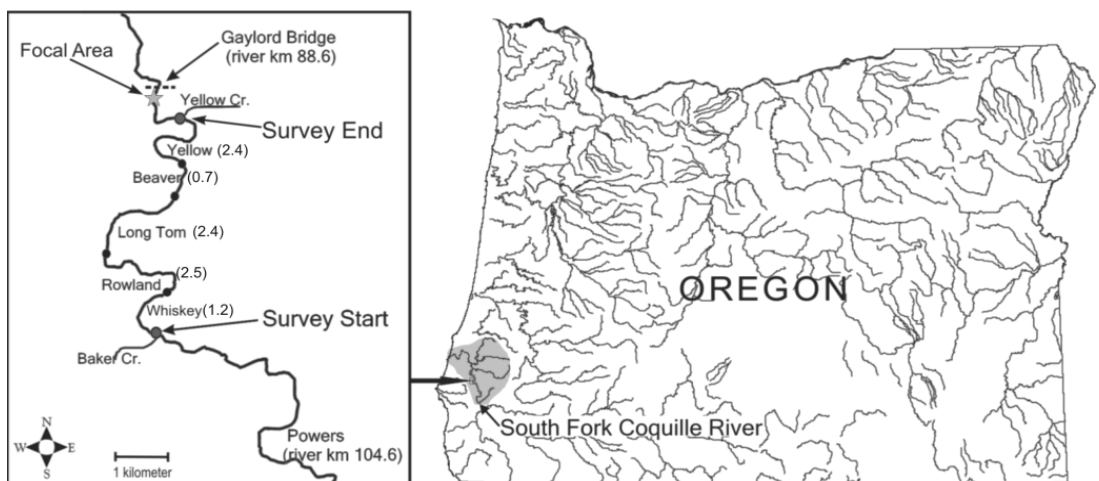 Gaylord Bridge
(river km 88.6)
Focal Area
Yellow Cr.
Survey End
Yellow (2.4)
Beaver (0.7)
Long Tom (2.4)
(2.5)
Rowland
Whiskey(1.2)
Survey Start
Baker Cr.
Powers
(river km 104.6)
N
W E
S
1 kilometer
OREGON
South Fork Coquille River